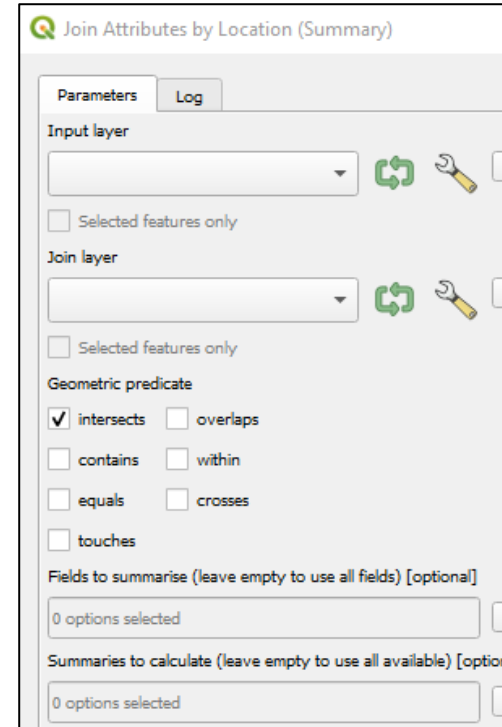 Join Attributes by Location (Summary)
Parameters Log
Input layer
Selected features only
Join layer
Selected features only
Geometric predicate
intersects overlaps
contains within
equals crosses
touches
Fields to summarise (leave empty to use all fields) [optional]
0 options selected
Summaries to calculate (leave empty to use all available) [option
0 options selected